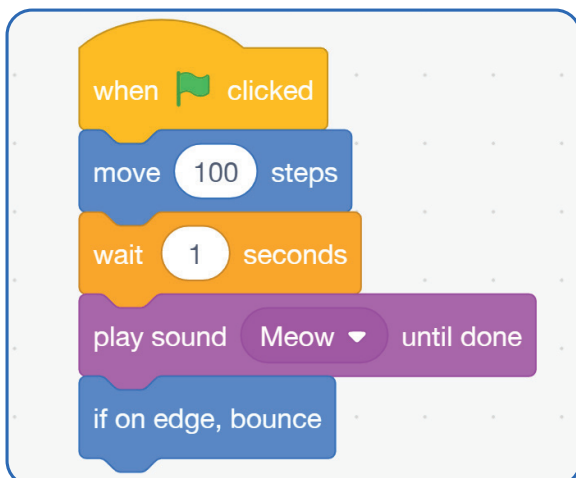 when clicked
move 100 steps
wait 1 seconds
play sound Meow until done
if on edge, bounce